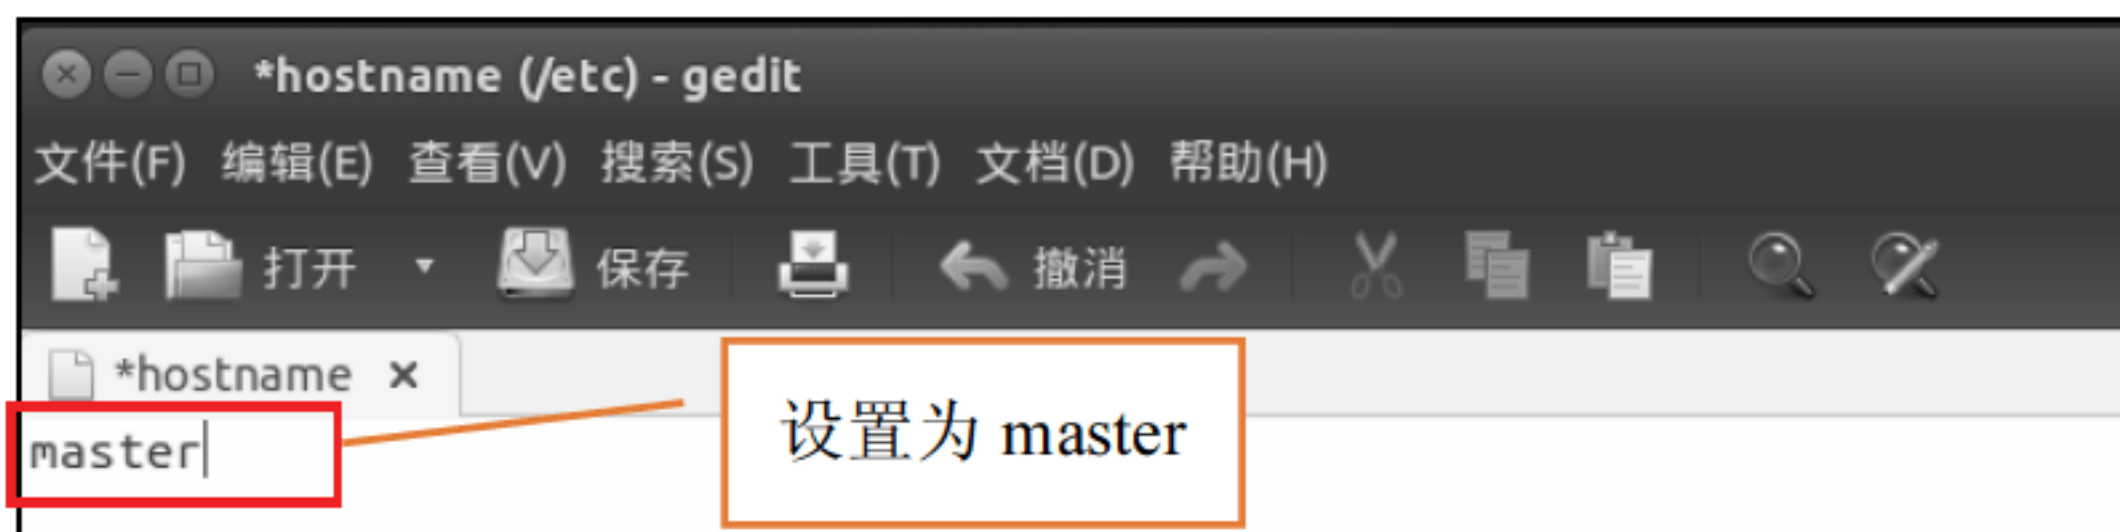 *hostname (/etc) - gedit
文件(F) 编辑(E) 查看(V) 搜索(S) 工具(T) 文档(D) 帮助(H)
打开 保存 撤消
*hostname
设置为 master
master